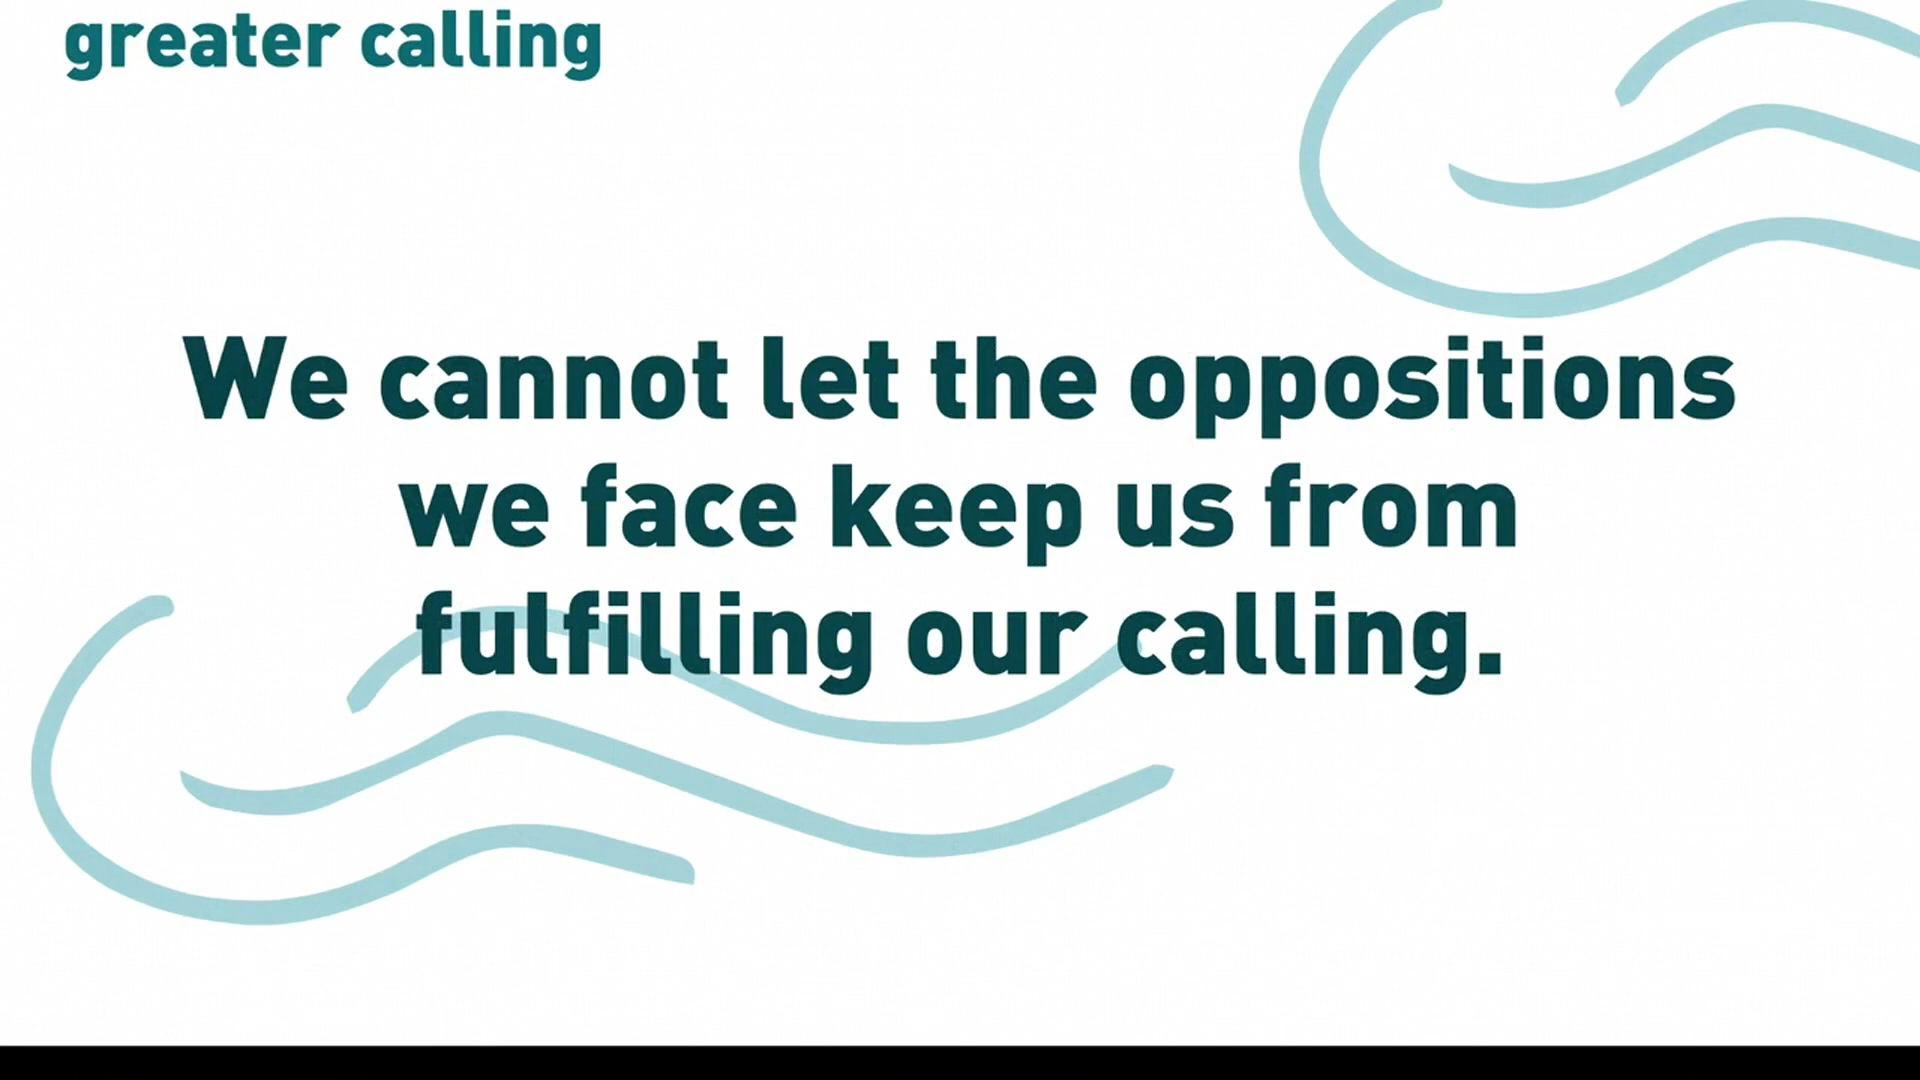 greater calling
We cannot let the oppositions
we face keep us from
fulfilling our calling.